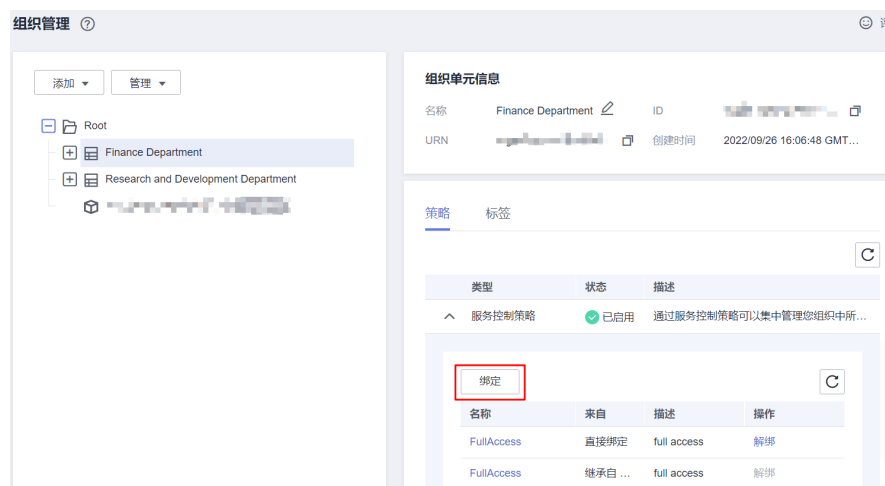 组织管理
添加 管理
Root
Finance Department
Research and Development Department
组织单元信息
名称 Finance Department ID
URN 创建时间 2022/09/26 16:06:48 GMT...
策略 标签
类型 状态 描述
服务控制策略 已启用 通过服务控制策略可以集中管理您组织中所...
绑定
名称 来自 描述 操作
FullAccess 直接绑定 full access 解绑
FullAccess 继承自 ... full access 解绑